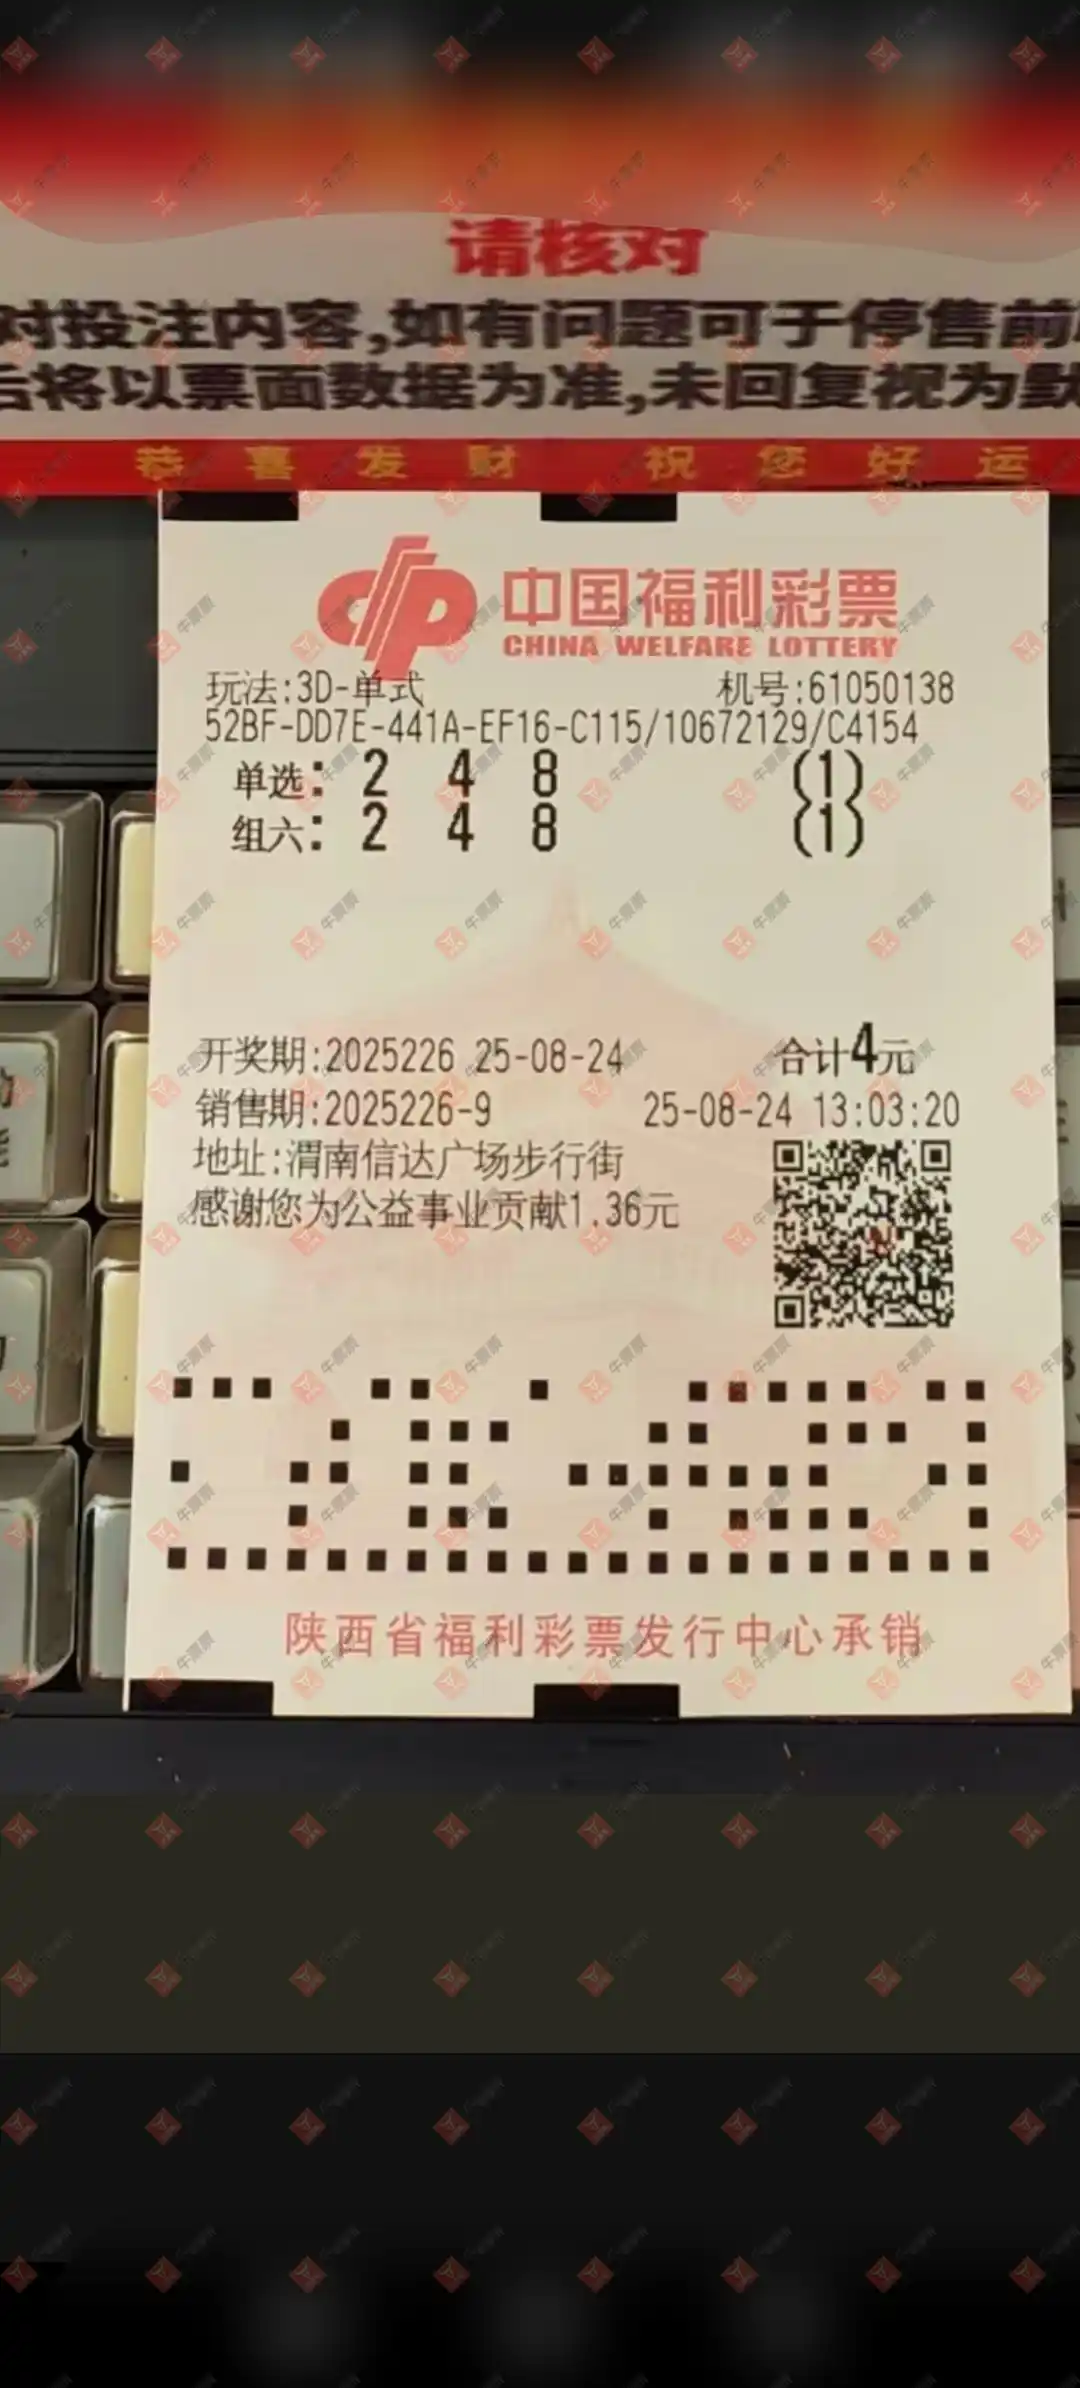 请核对
对投注内容,如有问题可于停售前
后将以票面数据为准,未回复视为默
恭喜发财 祝您好运
中国福利彩票
CHINA WELFARE LOTTERY
玩法:3D-单式 机号:61050138
52BF-DD7E-441A-EF16-C115/10672129/C4154
单选: 2 4 8 (1)
组六: 2 4 8 (1)
开奖期:2025226 25-08-24 合计4元
销售期:2025226-9 25-08-24 13:03:20
地址:渭南信达广场步行街
感谢您为公益事业贡献1.36元
陕西省福利彩票发行中心承销